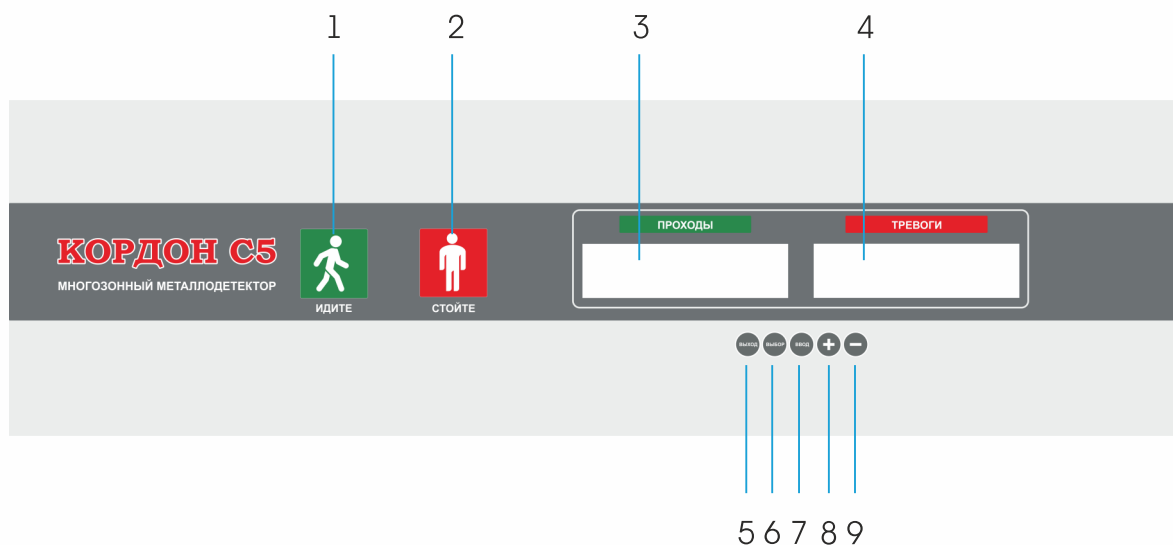 1 2 3 4
ПРОХОДЫ ТРЕВОГИ
КОРДОН С5
МНОГОЗОННЫЙ МЕТАЛЛОДЕТЕКТОР
ИДИТЕ СТОЙТЕ
ВЫХОД ВЫБОР ВВОД + −
5 6 7 8 9